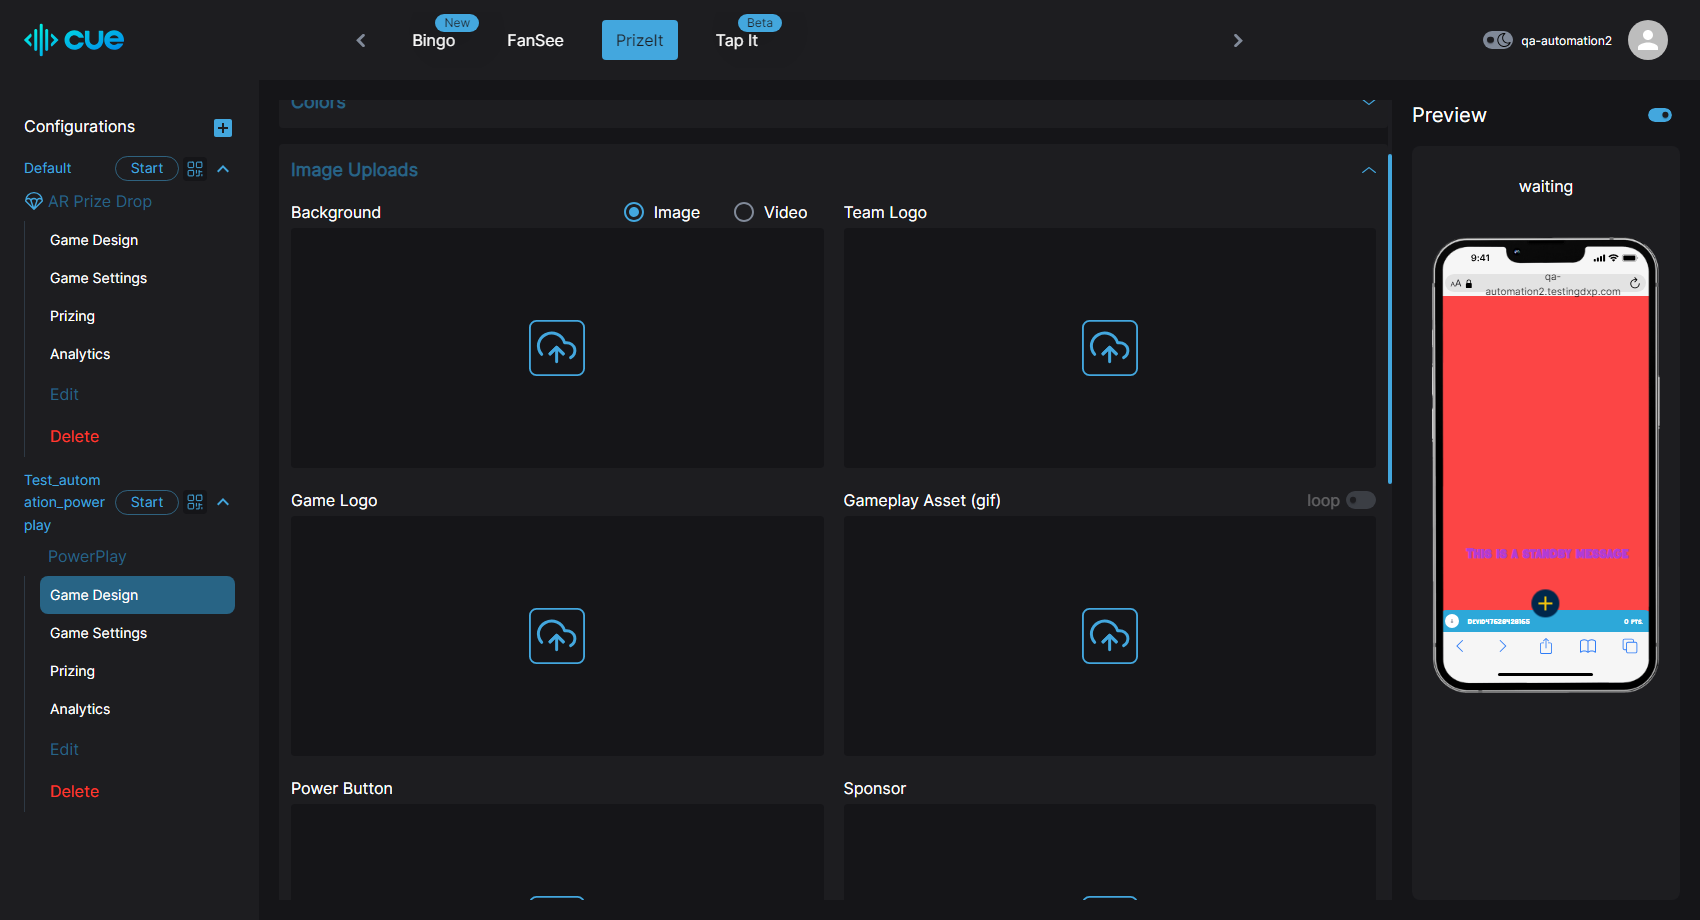 cue
New
Beta
Bingo
FanSee
PrizeIt
Tap It
qa-automation2
Configurations
Default
Start
AR Prize Drop
Game Design
Game Settings
Prizing
Analytics
Edit
Delete
Test_autom
ation_power
play
Start
PowerPlay
Game Design
Game Settings
Prizing
Analytics
Edit
Delete
Colors
Image Uploads
Background
Image
Video
Team Logo
Game Logo
Gameplay Asset (gif)
loop
Power Button
Sponsor
Preview
waiting
9:41
AA
qa-
automation2.testingdxp.com
This is a standby message
0 Pts.